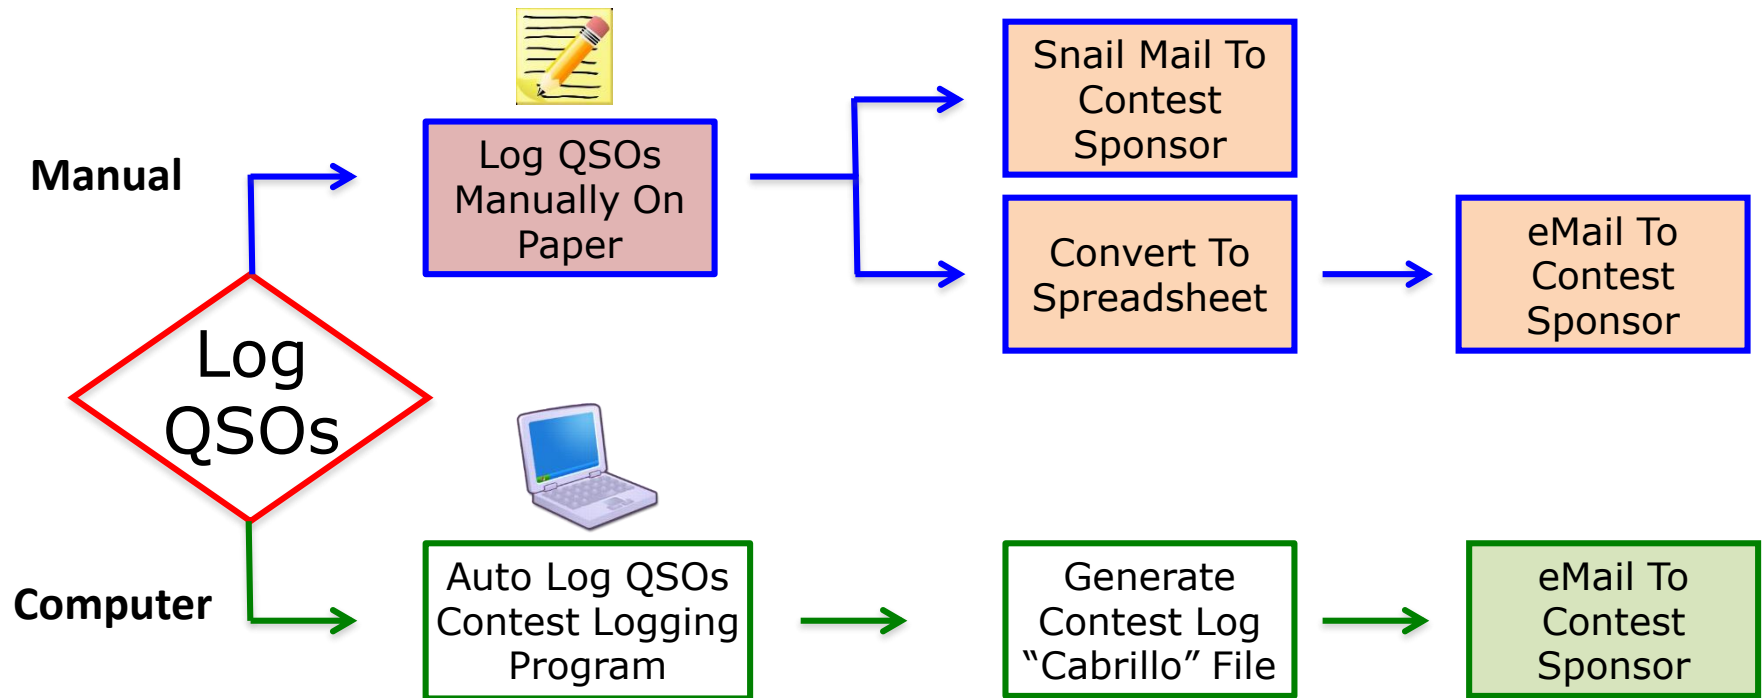 Manual
Log QSOs
Manually On
Paper
Snail Mail To
Contest
Sponsor
Convert To
Spreadsheet
eMail To
Contest
Sponsor
Log
QSOs
Computer
Auto Log QSOs
Contest Logging
Program
Generate
Contest Log
“Cabrillo” File
eMail To
Contest
Sponsor